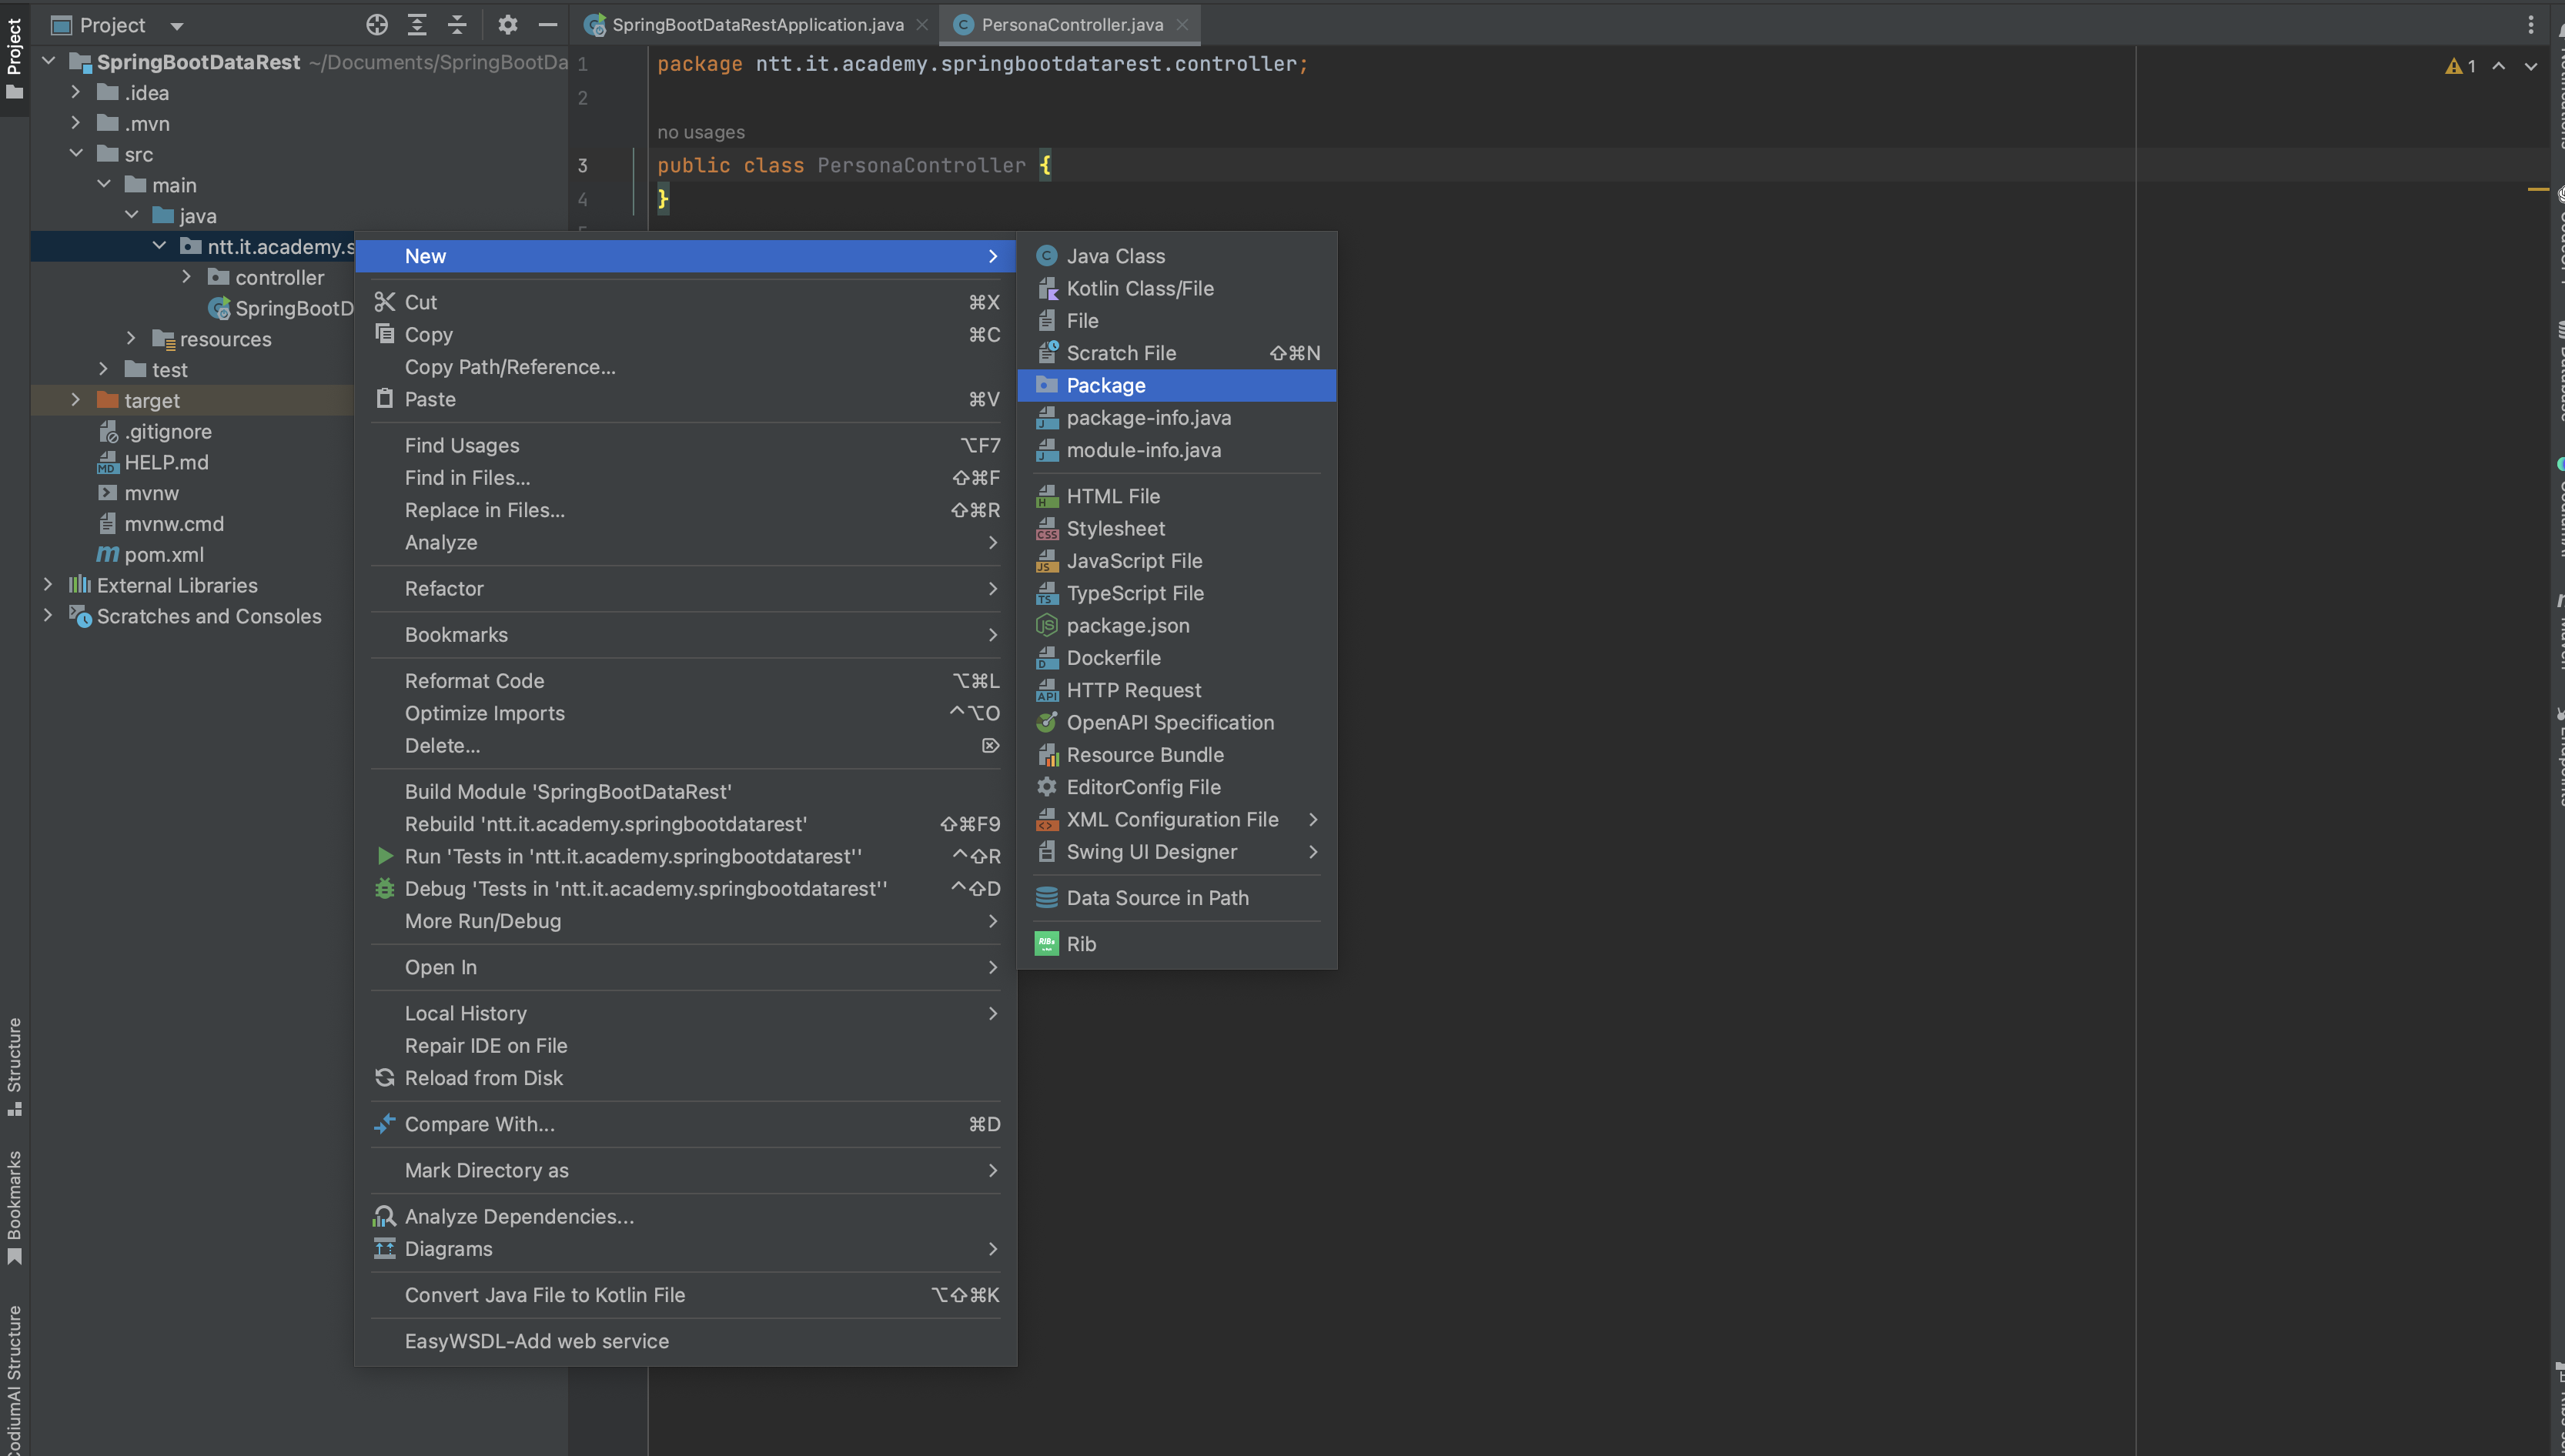 Project
SpringBootDataRestApplication.java
PersonaController.java
Project
SpringBootDataRest ~/Documents/SpringBootDa
.idea
.mvn
src
main
java
ntt.it.academy.s
controller
SpringBootD
resources
test
target
.gitignore
HELP.md
mvnw
mvnw.cmd
pom.xml
External Libraries
Scratches and Consoles
Structure
Bookmarks
1 package ntt.it.academy.springbootdatarest.controller;
2
no usages
3 public class PersonaController {
4 }
1
New
Cut ⌘X
Copy ⌘C
Copy Path/Reference...
Paste ⌘V
Find Usages ⌥F7
Find in Files... ⇧⌘F
Replace in Files... ⇧⌘R
Analyze
Refactor
Bookmarks
Reformat Code ⌥⌘L
Optimize Imports ^⌥O
Delete... ⌦
Build Module 'SpringBootDataRest'
Rebuild 'ntt.it.academy.springbootdatarest' ⇧⌘F9
Run 'Tests in 'ntt.it.academy.springbootdatarest'' ^⇧R
Debug 'Tests in 'ntt.it.academy.springbootdatarest'' ^⇧D
More Run/Debug
Open In
Local History
Repair IDE on File
Reload from Disk
Compare With... ⌘D
Mark Directory as
Analyze Dependencies...
Diagrams
Convert Java File to Kotlin File ⌥⇧⌘K
EasyWSDL-Add web service
Java Class
Kotlin Class/File
File
Scratch File ⇧⌘N
Package
package-info.java
module-info.java
HTML File
Stylesheet
JavaScript File
TypeScript File
package.json
Dockerfile
HTTP Request
OpenAPI Specification
Resource Bundle
EditorConfig File
XML Configuration File
Swing UI Designer
Data Source in Path
Rib